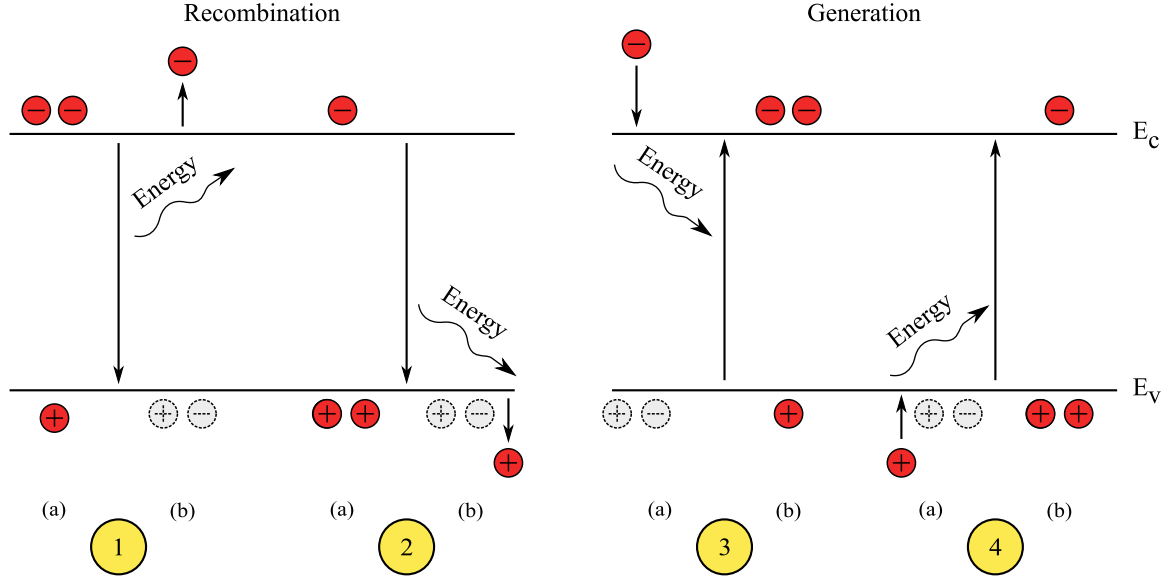 Recombination
Generation
E_c
Energy
Energy
Energy
Energy
E_v
(a) (b) (a) (b) (a) (b) (a) (b)
1 2 3 4